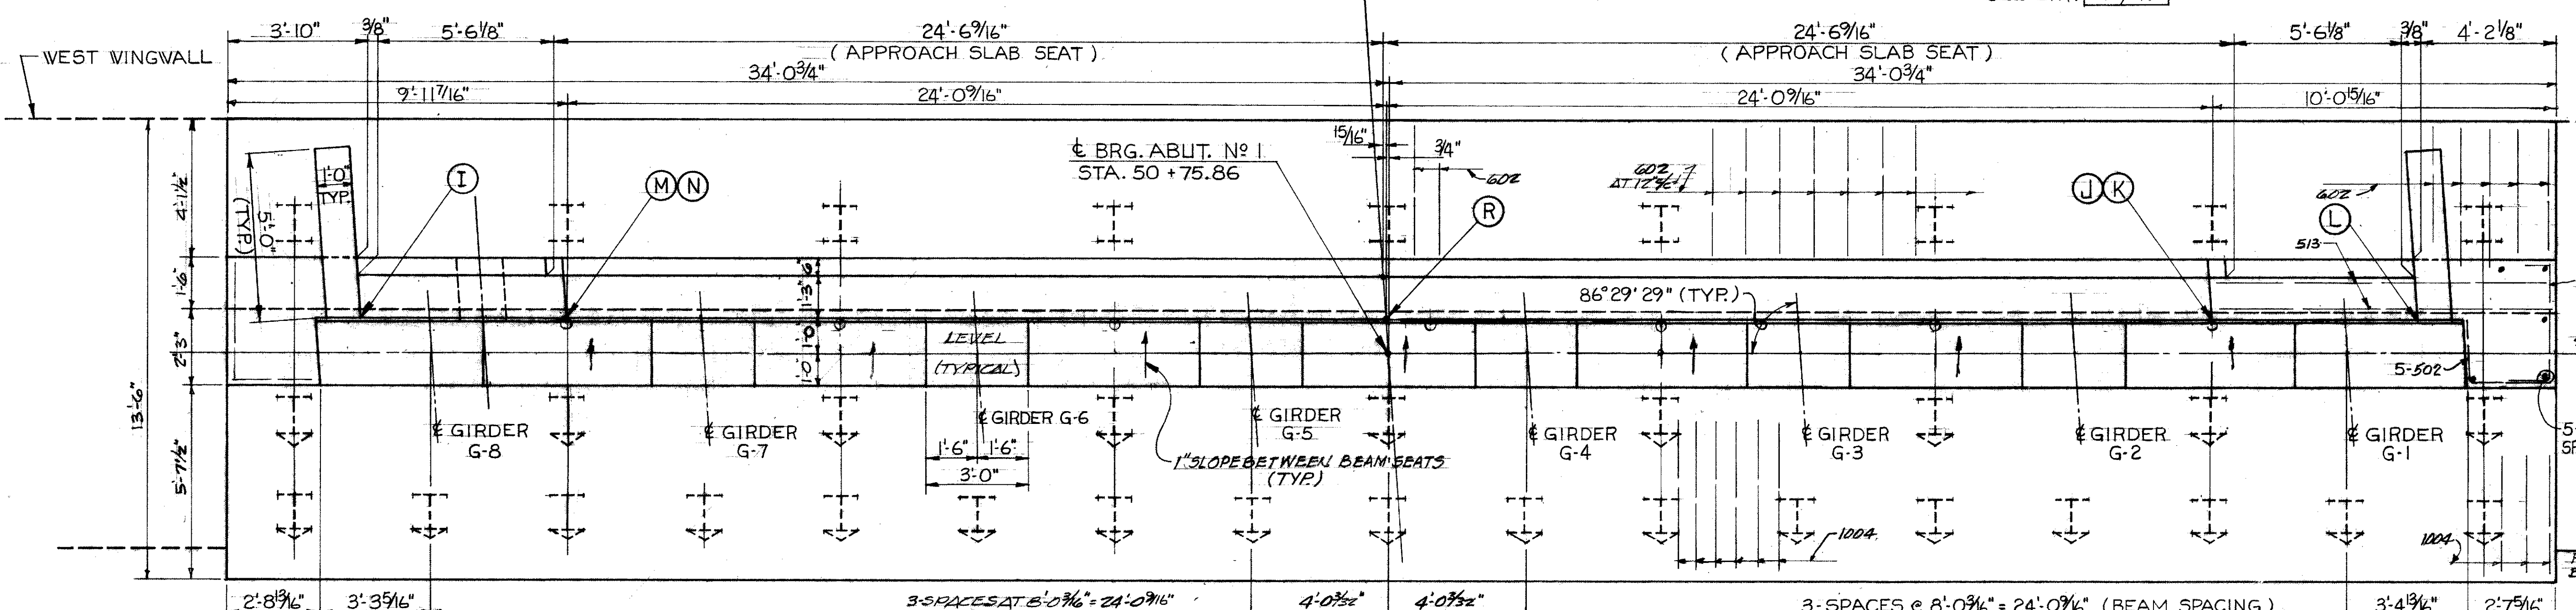 3'-10"
3/8"
5'-6 1/8"
24'-6 9/16"
24'-6 9/16"
5'-6 1/8"
3/8"
4'-2 1/8"
(APPROACH SLAB SEAT)
(APPROACH SLAB SEAT)
WEST WINGWALL
34'-0 3/4"
34'-0 3/4"
9'-11 7/16"
24'-0 9/16"
24'-0 9/16"
10'-0 15/16"
15/16"
3/4"
℄ BRG. ABUT. Nº 1
STA. 50 + 75.86
602
602
AT 12" c/c
602
1'-0"
TYP.
5'-0"
(TYP.)
I
M N
R
J K
L
513
4'-1 1/2"
1'-6"
2'-3"
5'-7 1/2"
13'-6"
6"
1'-3"
1'-0"
1'-0"
86°29'29" (TYP.)
LEVEL
(TYPICAL)
5-502
℄ GIRDER
G-8
℄ GIRDER
G-7
℄ GIRDER G-6
℄ GIRDER
G-5
℄ GIRDER
G-4
℄ GIRDER
G-3
℄ GIRDER
G-2
℄ GIRDER
G-1
1'-6"
1'-6"
3'-0"
1" SLOPE BETWEEN BEAM SEATS
(TYP.)
1004
1004
2'-8 13/16"
3'-3 5/16"
3-SPACES AT 8'-0 3/16" = 24'-0 9/16"
4'-0 3/32"
4'-0 3/32"
3-SPACES @ 8'-0 3/16" = 24'-0 9/16" (BEAM SPACING)
3'-4 13/16"
2'-7 5/16"